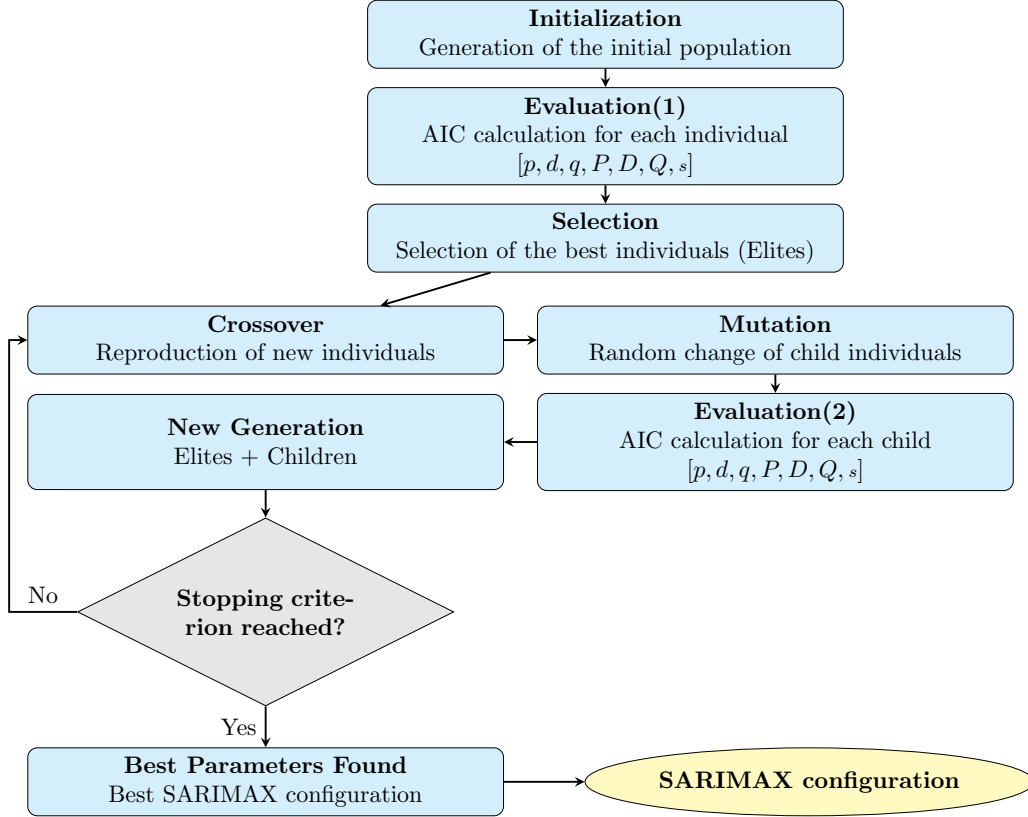 Initialization
Generation of the initial population
Evaluation(1)
AIC calculation for each individual
[p, d, q, P, D, Q, s]
Selection
Selection of the best individuals (Elites)
Crossover
Reproduction of new individuals
Mutation
Random change of child individuals
New Generation
Elites + Children
Evaluation(2)
AIC calculation for each child
[p, d, q, P, D, Q, s]
Stopping crite-
rion reached?
No
Yes
Best Parameters Found
Best SARIMAX configuration
SARIMAX configuration